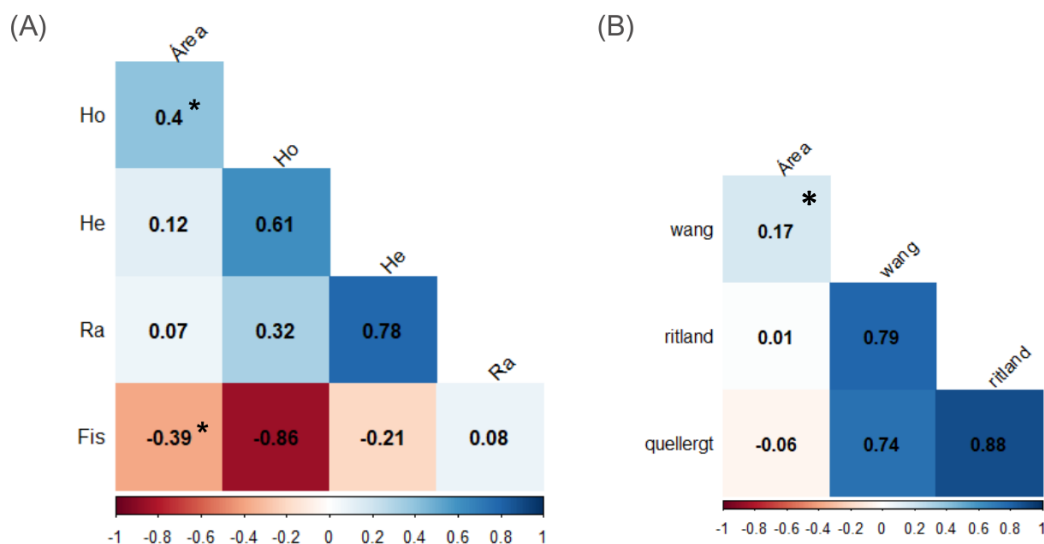 (A)
Área
Ho 0.4 *
Ho
He 0.12 0.61
He
Ra 0.07 0.32 0.78
Ra
Fis -0.39 * -0.86 -0.21 0.08
-1 -0.8 -0.6 -0.4 -0.2 0 0.2 0.4 0.6 0.8 1
(B)
Área
wang 0.17 *
wang
ritland 0.01 0.79
ritland
quellergt -0.06 0.74 0.88
-1 -0.8 -0.6 -0.4 -0.2 0 0.2 0.4 0.6 0.8 1